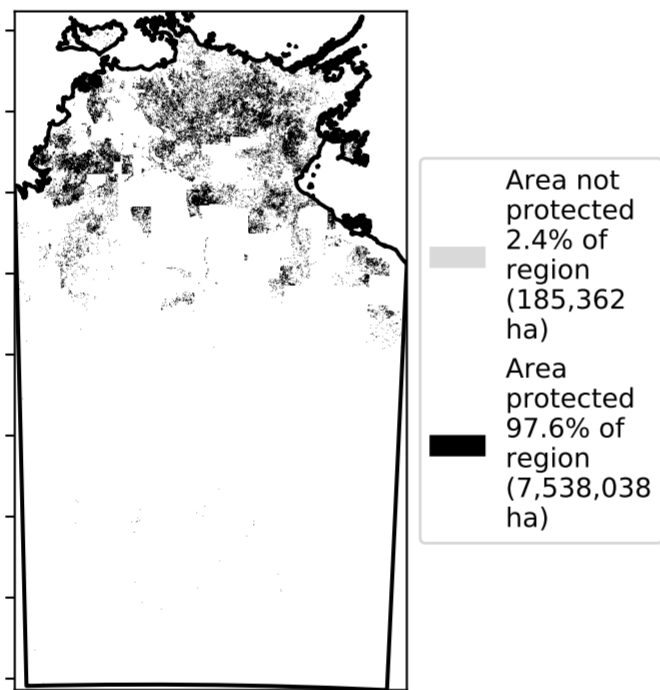 Area not
protected
2.4% of
region
(185,362
ha)
Area
protected
97.6% of
region
(7,538,038
ha)